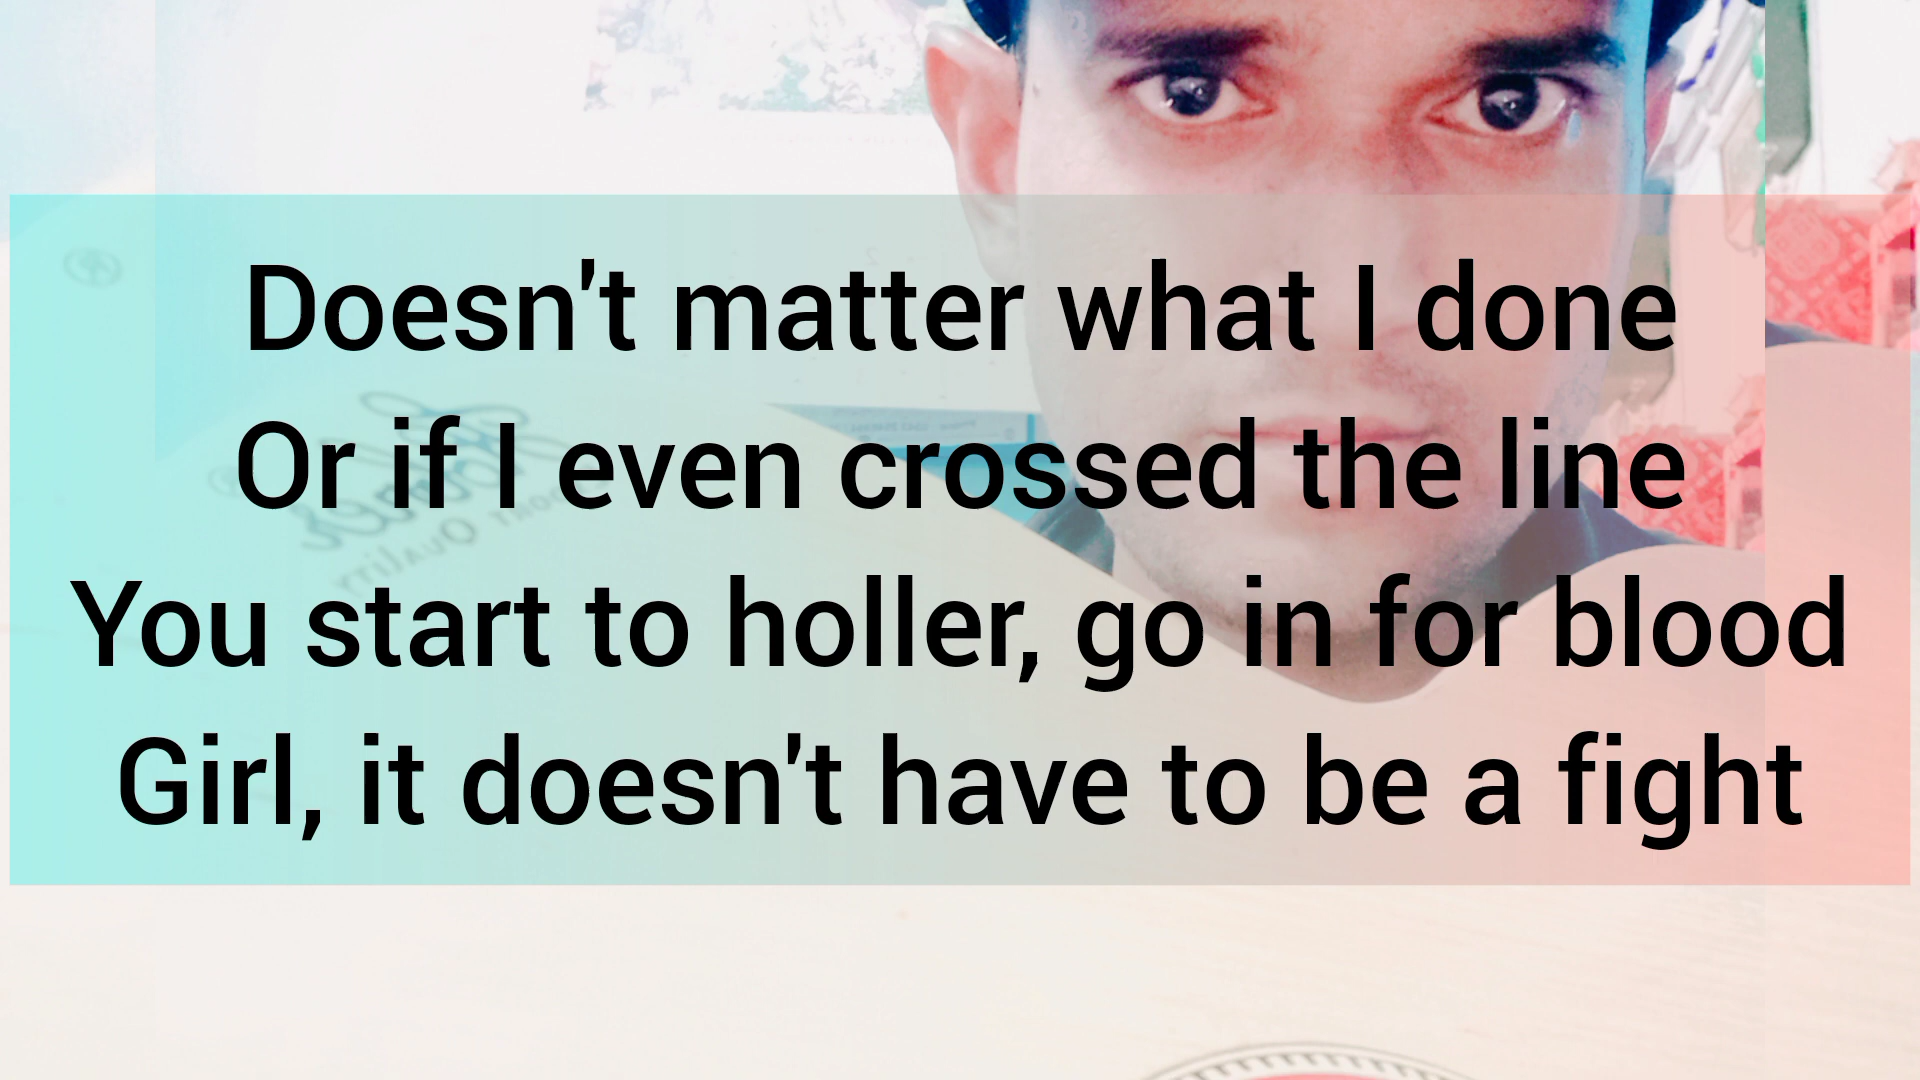 Doesn't matter what I done
Or if I even crossed the line
You start to holler, go in for blood
Girl, it doesn't have to be a fight
QUALITY